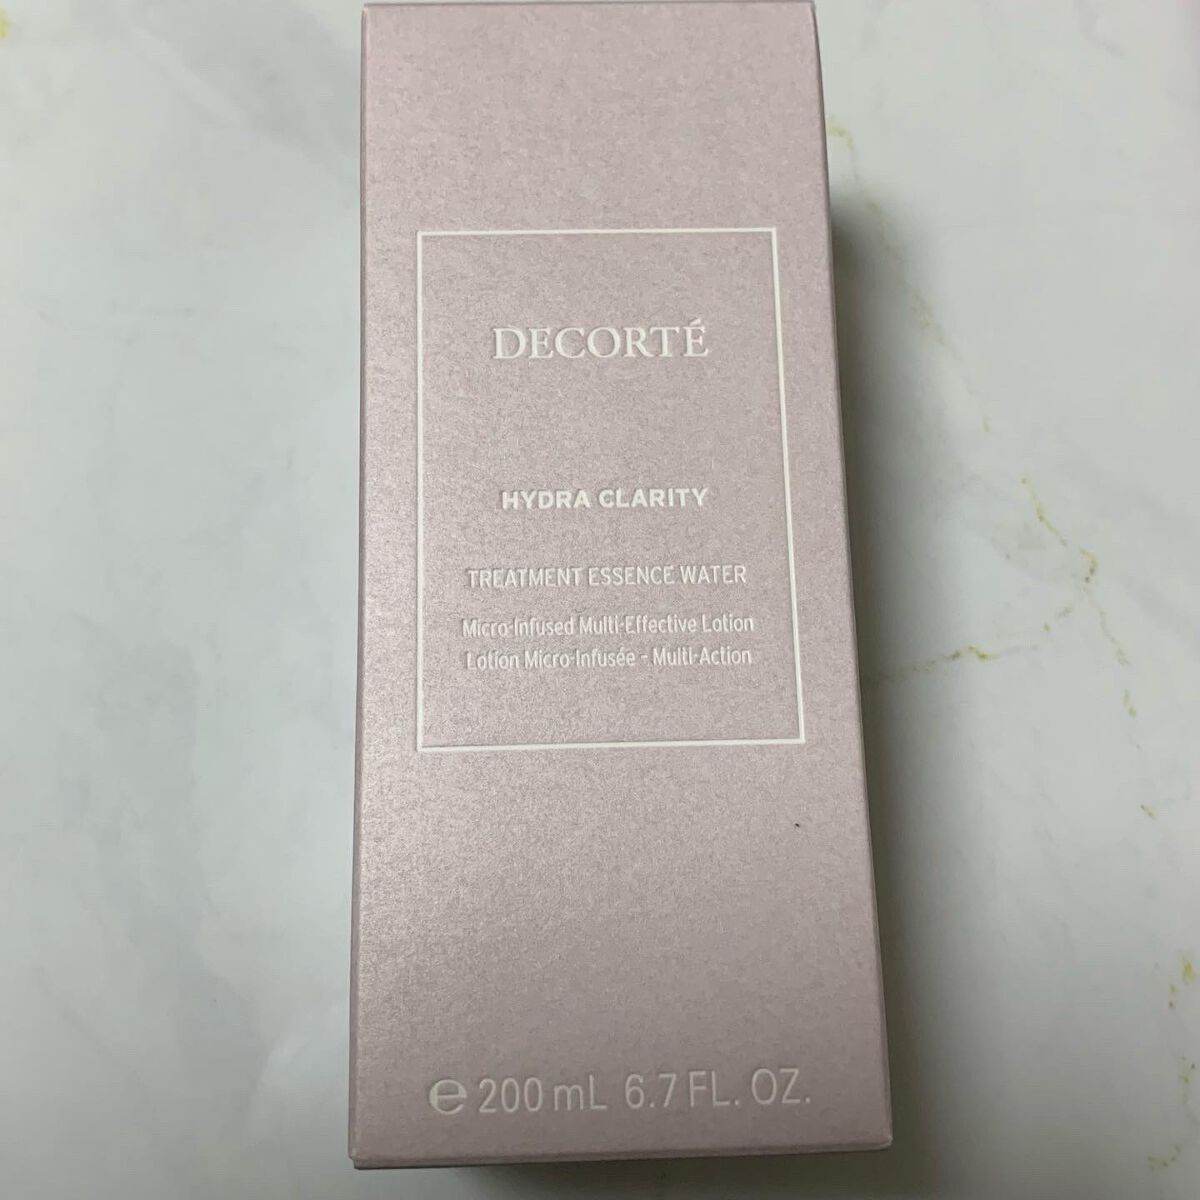 DECORTÉ
HYDRA CLARITY
TREATMENT ESSENCE WATER
Micro-Infused Multi-Effective Lotion
Lotion Micro-Infusée - Multi-Action
℮ 200 mL 6.7 FL. OZ.